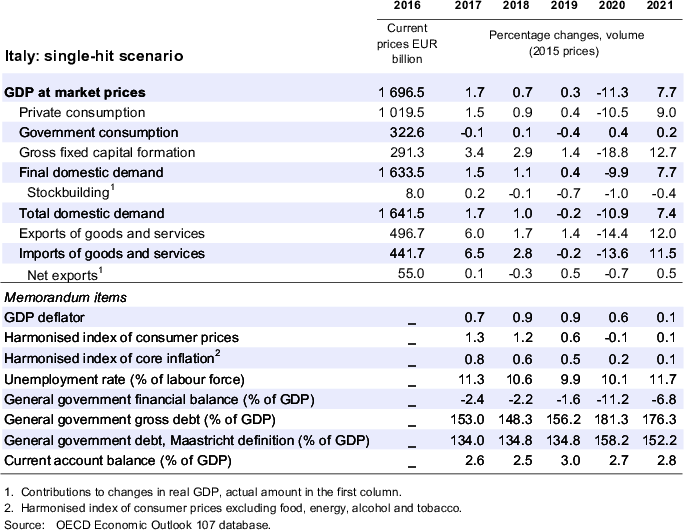 2016 2017 2018 2019 2020 2021
Italy: single-hit scenario
Current prices EUR billion
Percentage changes, volume
(2015 prices)
GDP at market prices 1 696.5 1.7 0.7 0.3 -11.3 7.7
Private consumption 1 019.5 1.5 0.9 0.4 -10.5 9.0
Government consumption 322.6 -0.1 0.1 -0.4 0.4 0.2
Gross fixed capital formation 291.3 3.4 2.9 1.4 -18.8 12.7
Final domestic demand 1 633.5 1.5 1.1 0.4 -9.9 7.7
Stockbuilding¹ 8.0 0.2 -0.1 -0.7 -1.0 -0.4
Total domestic demand 1 641.5 1.7 1.0 -0.2 -10.9 7.4
Exports of goods and services 496.7 6.0 1.7 1.4 -14.4 12.0
Imports of goods and services 441.7 6.5 2.8 -0.2 -13.6 11.5
Net exports¹ 55.0 0.1 -0.3 0.5 -0.7 0.5
Memorandum items
GDP deflator _ 0.7 0.9 0.9 0.6 0.1
Harmonised index of consumer prices _ 1.3 1.2 0.6 -0.1 0.1
Harmonised index of core inflation² _ 0.8 0.6 0.5 0.2 0.1
Unemployment rate (% of labour force) _ 11.3 10.6 9.9 10.1 11.7
General government financial balance (% of GDP) _ -2.4 -2.2 -1.6 -11.2 -6.8
General government gross debt (% of GDP) _ 153.0 148.3 156.2 181.3 176.3
General government debt, Maastricht definition (% of GDP) _ 134.0 134.8 134.8 158.2 152.2
Current account balance (% of GDP) _ 2.6 2.5 3.0 2.7 2.8
1. Contributions to changes in real GDP, actual amount in the first column.
2. Harmonised index of consumer prices excluding food, energy, alcohol and tobacco.
Source: OECD Economic Outlook 107 database.